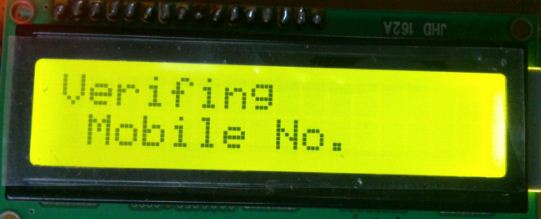 JHD 162A
Verifing
Mobile No.